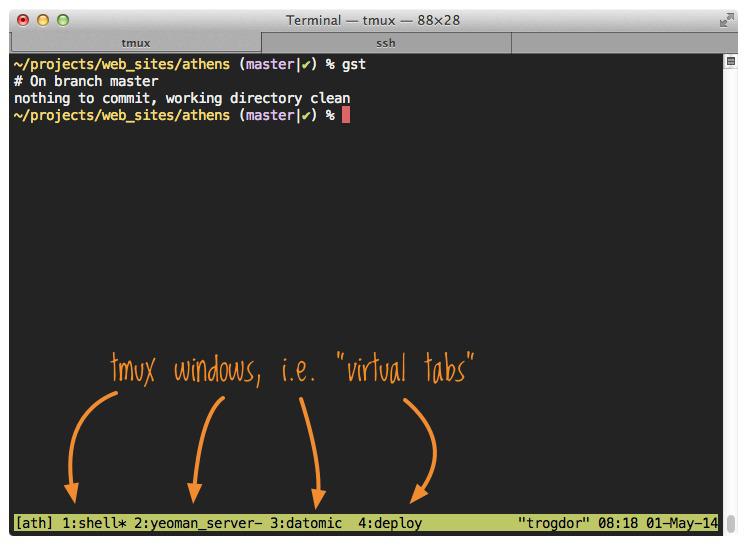 Terminal — tmux — 88×28
tmux ssh
~/projects/web_sites/athens (master|✔) % gst
# On branch master
nothing to commit, working directory clean
~/projects/web_sites/athens (master|✔) %
tmux windows, i.e. "virtual tabs"
[ath] 1:shell* 2:yeoman_server- 3:datomic  4:deploy "trogdor" 08:18 01-May-14